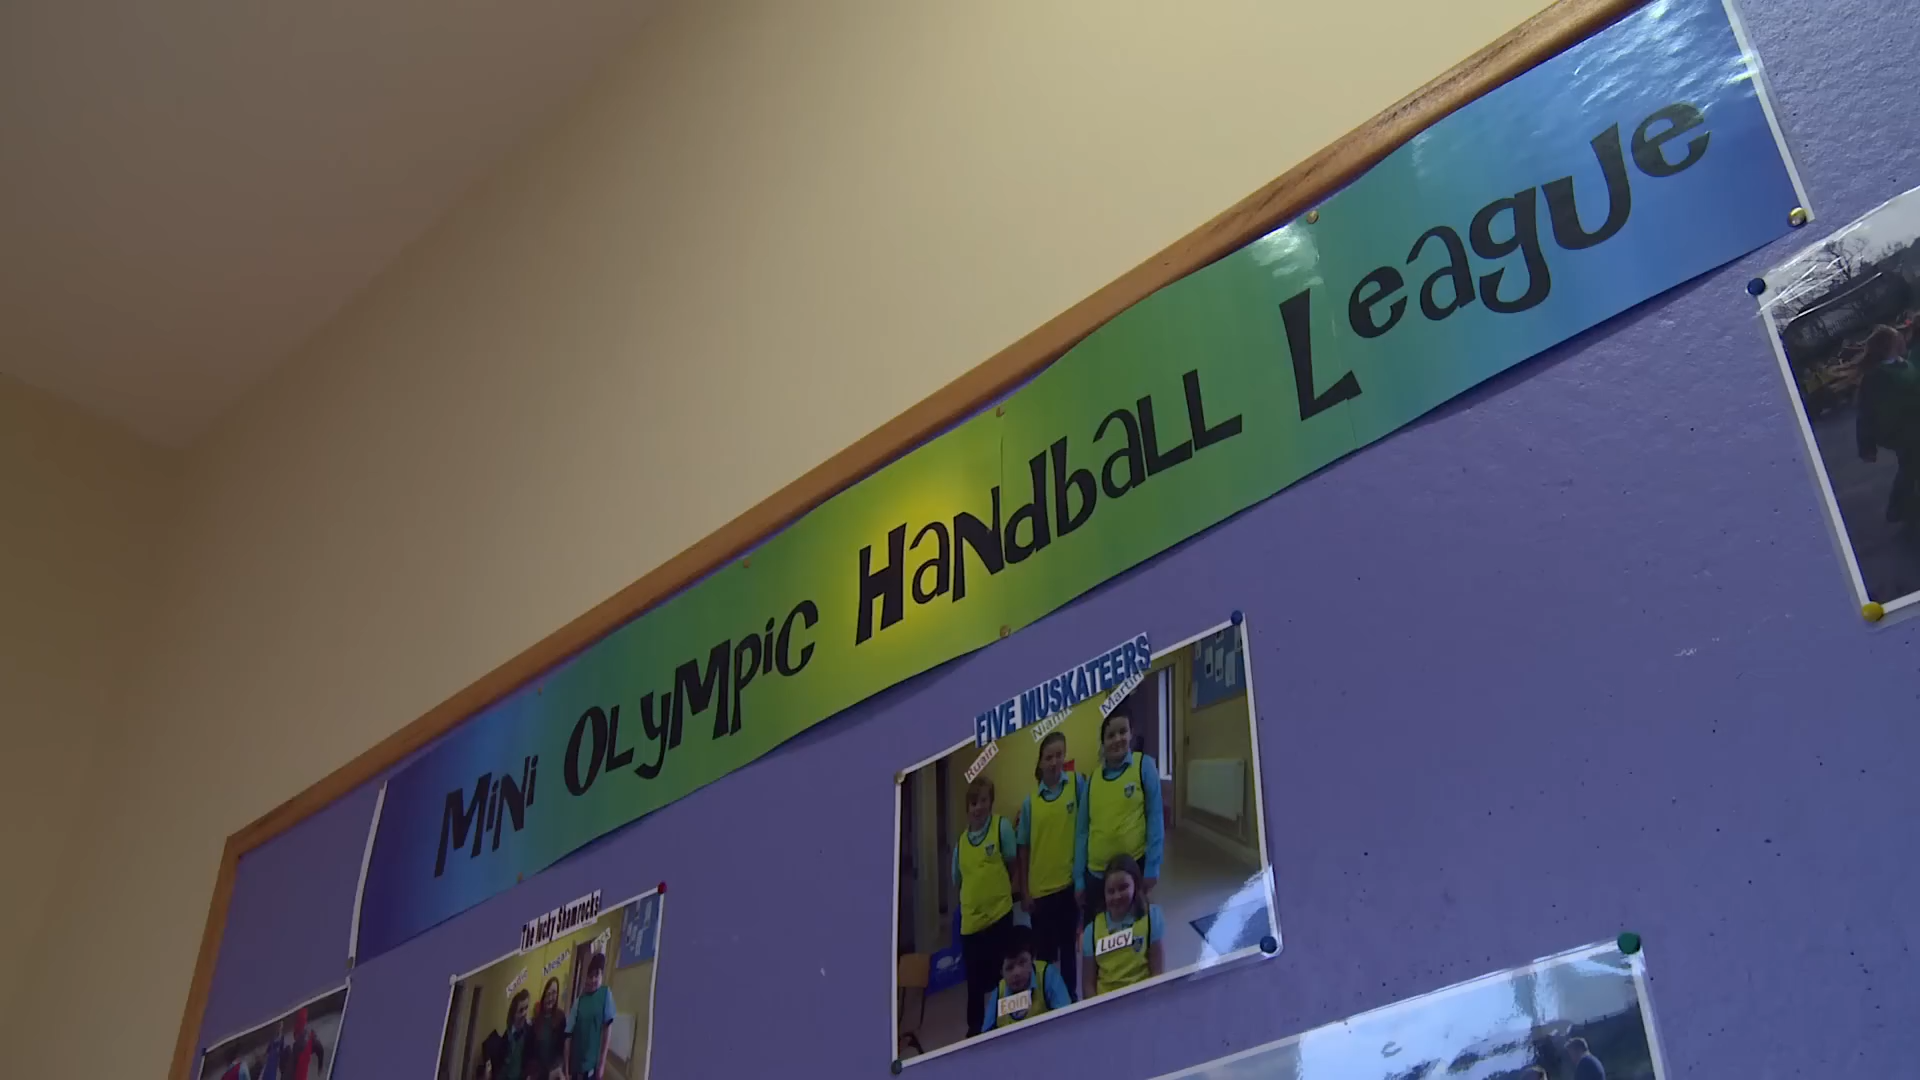 Mini Olympic Handball League
FIVE MUSKATEERS
Ruairi
Niamh
Martin
Lucy
Eoin
The lucky Shamrocks!
Megan